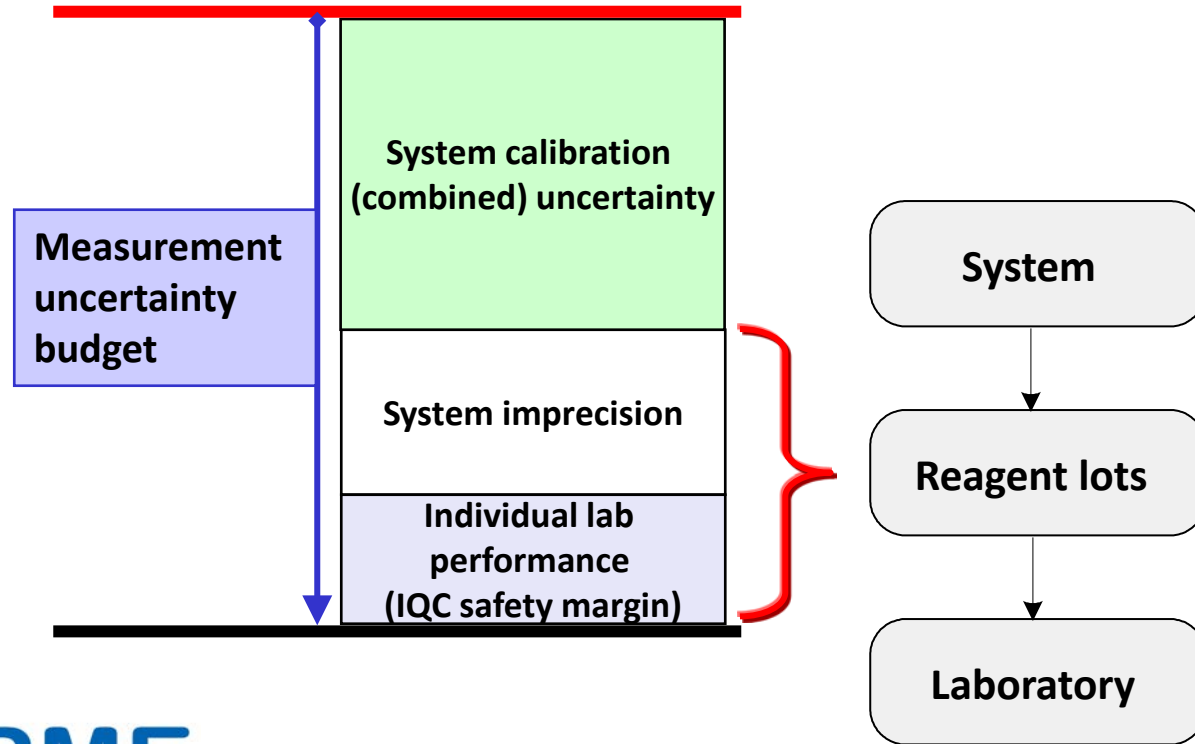 System calibration
(combined) uncertainty
Measurement
uncertainty
budget
System imprecision
Individual lab
performance
(IQC safety margin)
System
Reagent lots
Laboratory